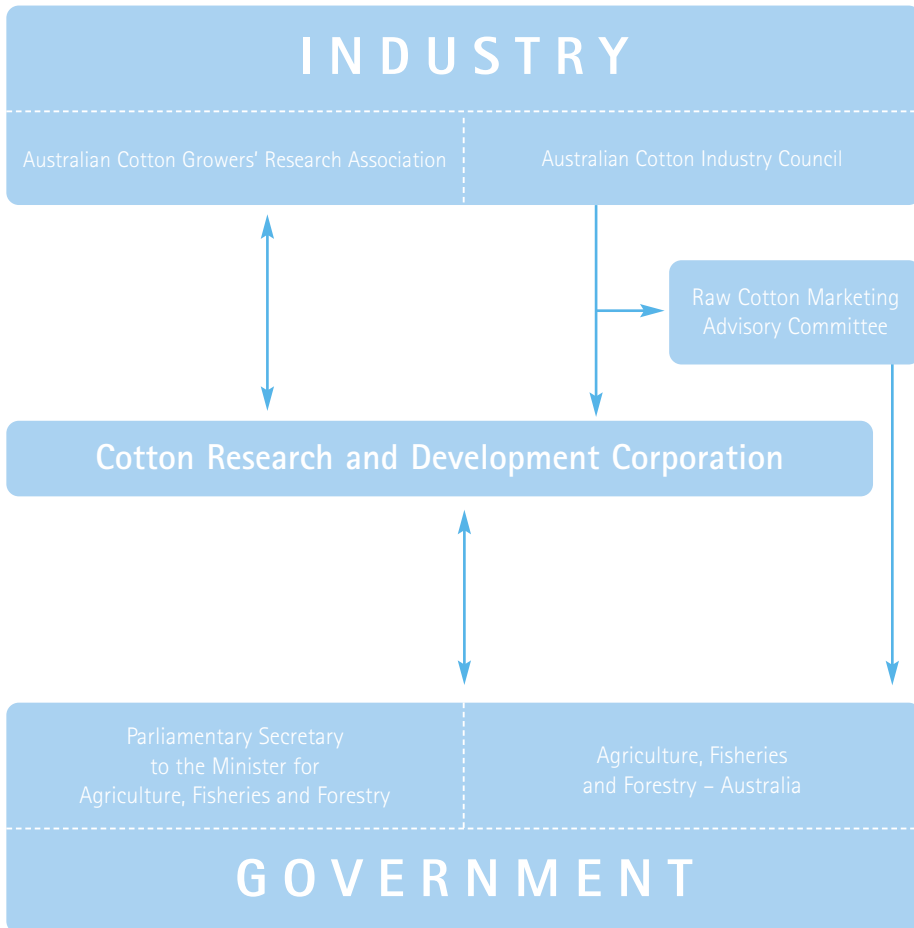 INDUSTRY
Australian Cotton Growers' Research Association
Australian Cotton Industry Council
Raw Cotton Marketing
Advisory Committee
Cotton Research and Development Corporation
Parliamentary Secretary
to the Minister for
Agriculture, Fisheries and Forestry
Agriculture, Fisheries
and Forestry – Australia
GOVERNMENT